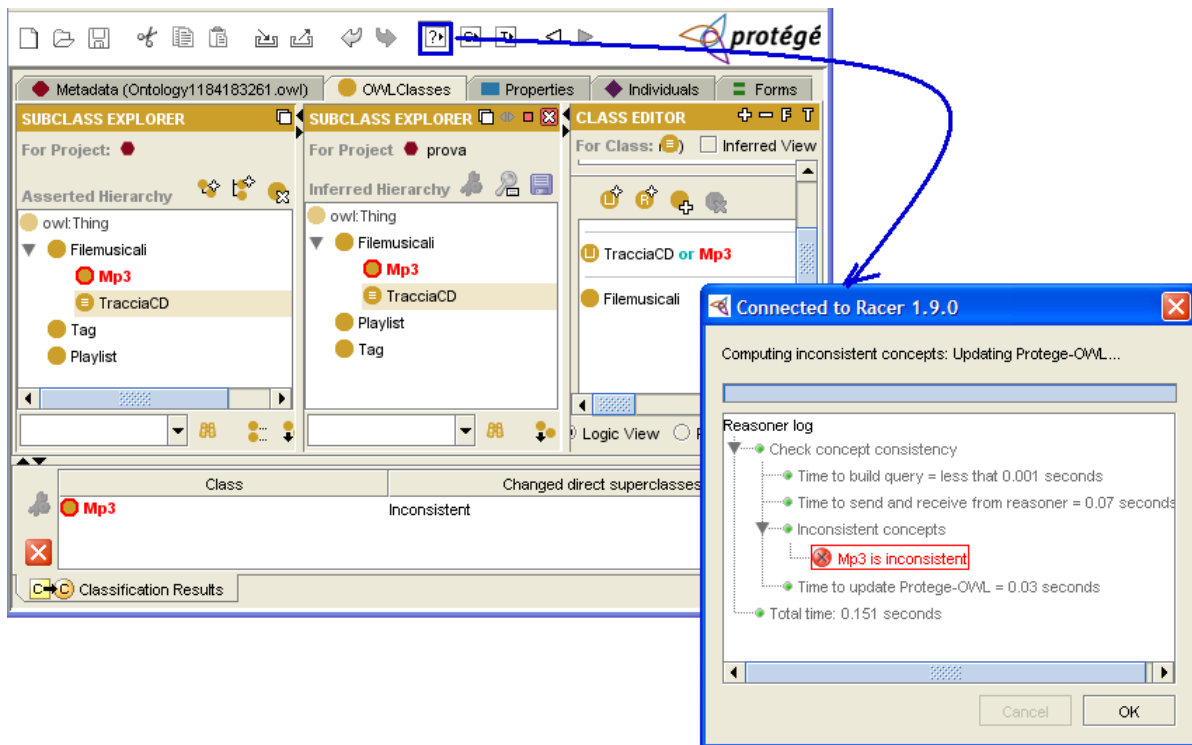 protégé
Metadata (Ontology1184183261.owl)
OWLClasses
Properties
Individuals
Forms
SUBCLASS EXPLORER
For Project:
Asserted Hierarchy
owl:Thing
Filemusicali
Mp3
TracciaCD
Tag
Playlist
SUBCLASS EXPLORER
For Project prova
Inferred Hierarchy
owl:Thing
Filemusicali
Mp3
TracciaCD
Playlist
Tag
CLASS EDITOR
For Class: Inferred View
TracciaCD or Mp3
Filemusicali
Logic View
Class
Changed direct superclasses
Mp3
Inconsistent
Classification Results
Connected to Racer 1.9.0
Computing inconsistent concepts: Updating Protege-OWL...
Reasoner log
Check concept consistency
Time to build query = less that 0.001 seconds
Time to send and receive from reasoner = 0.07 seconds
Inconsistent concepts
Mp3 is inconsistent
Time to update Protege-OWL = 0.03 seconds
Total time: 0.151 seconds
Cancel
OK